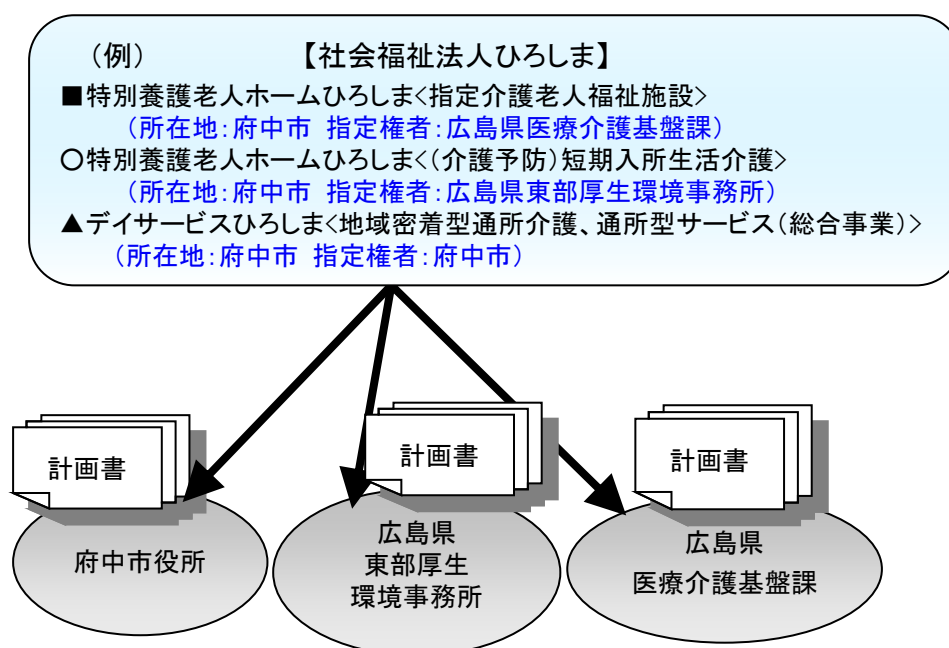 （例）　【社会福祉法人ひろしま】
■特別養護老人ホームひろしま<指定介護老人福祉施設>
（所在地：府中市 指定権者：広島県医療介護基盤課）
○特別養護老人ホームひろしま<（介護予防）短期入所生活介護>
（所在地：府中市 指定権者：広島県東部厚生環境事務所）
▲デイサービスひろしま<地域密着型通所介護、通所型サービス（総合事業）>
（所在地：府中市 指定権者：府中市）
計画書
計画書
計画書
府中市役所
広島県
東部厚生
環境事務所
広島県
医療介護基盤課